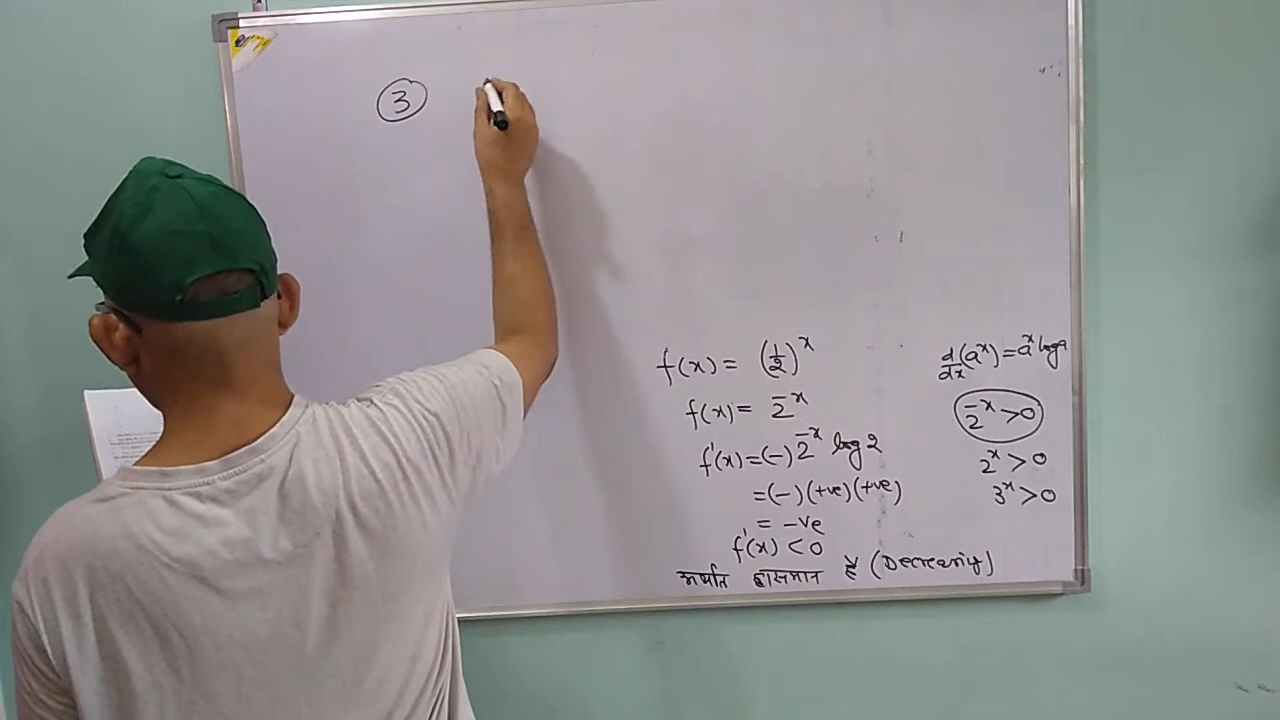 ③
f(x) = (1/2)^x
f(x) = 2^-x
f'(x) = (-) 2^-x log 2
= (-) (+ve) (+ve)
= -ve
f'(x) < 0
अर्थात ह्रासमान है (Decreasing)
d/dx (a^x) = a^x log a
2^-x > 0
2^x > 0
3^x > 0